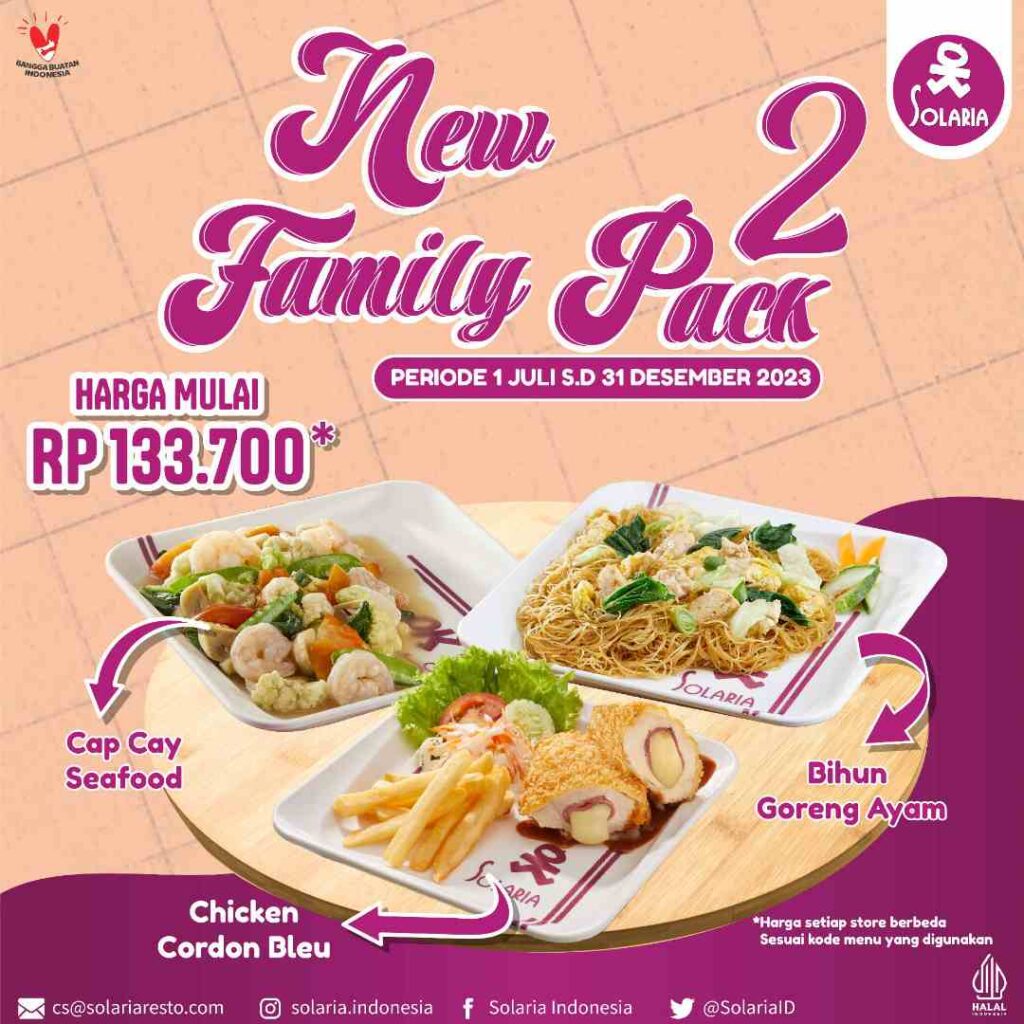 BANGGA BUATAN
INDONESIA
SOLARIA
New
Family Pack 2
PERIODE 1 JULI S.D 31 DESEMBER 2023
HARGA MULAI
RP 133.700*
SOLARIA
Cap Cay
Seafood
Bihun
Goreng Ayam
SOLARIA
Chicken
Cordon Bleu
*Harga setiap store berbeda
Sesuai kode menu yang digunakan
HALAL
INDONESIA
cs@solariaresto.com
solaria.indonesia
Solaria Indonesia
@SolariaID